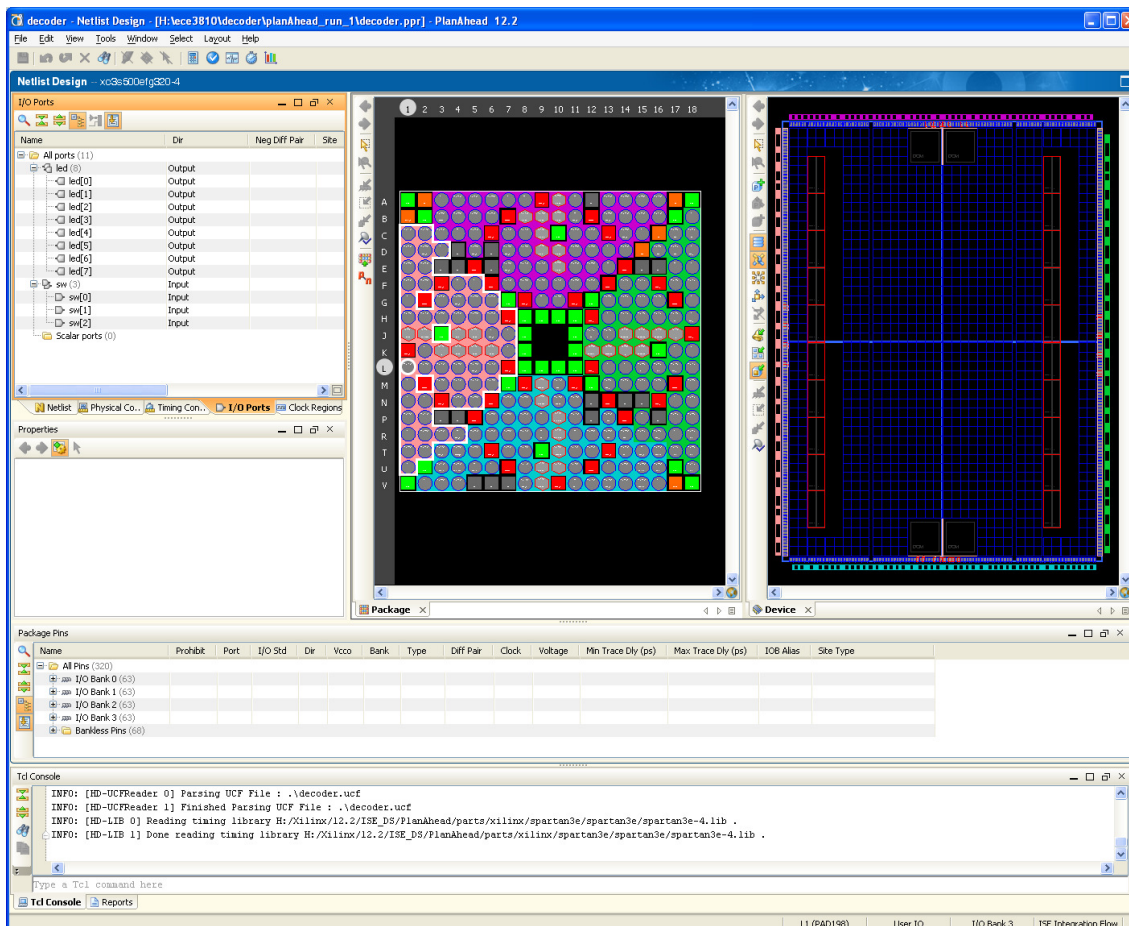 decoder - Netlist Design - [H:\ece3810\decoder\planAhead_run_1\decoder.ppr] - PlanAhead 12.2
File Edit View Tools Window Select Layout Help
Netlist Design -- xc3s500efg320-4
I/O Ports
Name Dir Neg Diff Pair Site
All ports (11)
led (8) Output
led[0] Output
led[1] Output
led[2] Output
led[3] Output
led[4] Output
led[5] Output
led[6] Output
led[7] Output
sw (3) Input
sw[0] Input
sw[1] Input
sw[2] Input
Scalar ports (0)
Netlist Physical Co.. Timing Con.. I/O Ports Clock Regions
Properties
1 2 3 4 5 6 7 8 9 10 11 12 13 14 15 16 17 18
A
B
C
D
E
F
G
H
J
K
L
M
N
P
R
T
U
V
Package
Device
Package Pins
Name Prohibit Port I/O Std Dir Vcco Bank Type Diff Pair Clock Voltage Min Trace Dly (ps) Max Trace Dly (ps) IOB Alias Site Type
All Pins (320)
I/O Bank 0 (63)
I/O Bank 1 (63)
I/O Bank 2 (63)
I/O Bank 3 (63)
Bankless Pins (68)
Tcl Console
INFO: [HD-UCFReader 0] Parsing UCF File : .\decoder.ucf
INFO: [HD-UCFReader 1] Finished Parsing UCF File : .\decoder.ucf
INFO: [HD-LIB 0] Reading timing library H:/Xilinx/12.2/ISE_DS/PlanAhead/parts/xilinx/spartan3e/spartan3e/spartan3e-4.lib .
INFO: [HD-LIB 1] Done reading timing library H:/Xilinx/12.2/ISE_DS/PlanAhead/parts/xilinx/spartan3e/spartan3e/spartan3e-4.lib .
Type a Tcl command here
Tcl Console Reports
L1 (PAD198) User IO I/O Bank 3 ISE Integration Flow